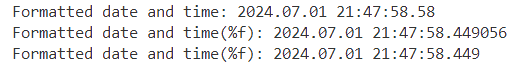 Formatted date and time: 2024.07.01 21:47:58.58
Formatted date and time(%f): 2024.07.01 21:47:58.449056
Formatted date and time(%f): 2024.07.01 21:47:58.449